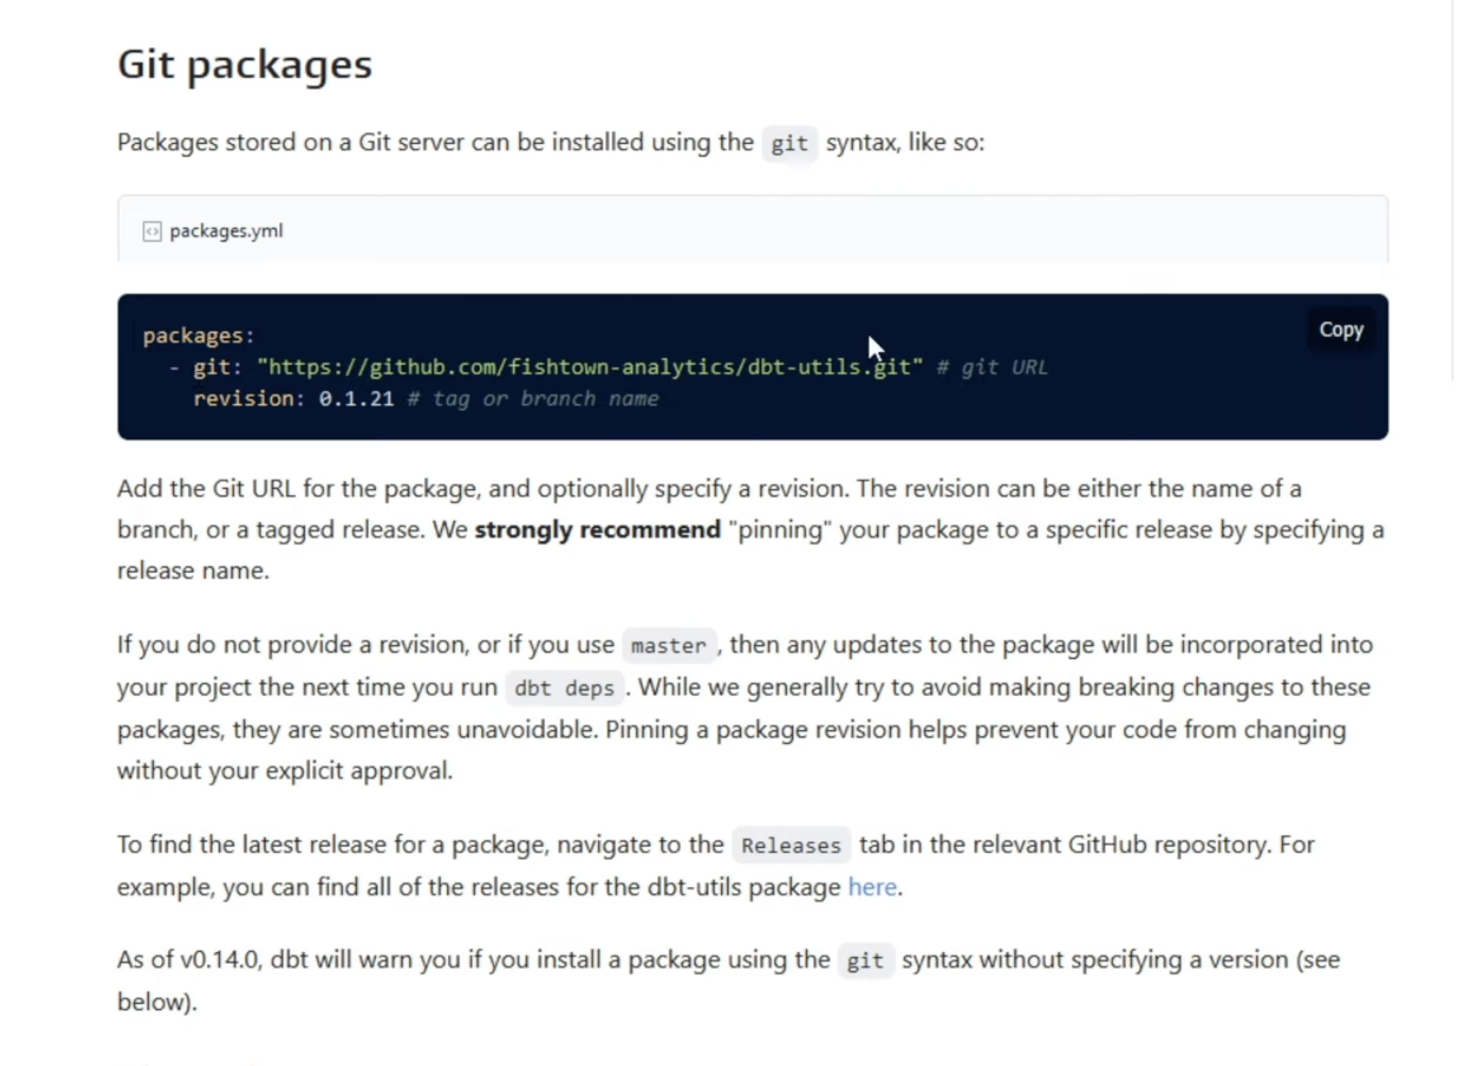 Git packages
Packages stored on a Git server can be installed using the git syntax, like so:
packages.yml
Copy
packages:
  - git: "https://github.com/fishtown-analytics/dbt-utils.git" # git URL
    revision: 0.1.21 # tag or branch name
Add the Git URL for the package, and optionally specify a revision. The revision can be either the name of a
branch, or a tagged release. We strongly recommend "pinning" your package to a specific release by specifying a
release name.
If you do not provide a revision, or if you use master , then any updates to the package will be incorporated into
your project the next time you run dbt deps . While we generally try to avoid making breaking changes to these
packages, they are sometimes unavoidable. Pinning a package revision helps prevent your code from changing
without your explicit approval.
To find the latest release for a package, navigate to the Releases tab in the relevant GitHub repository. For
example, you can find all of the releases for the dbt-utils package here.
As of v0.14.0, dbt will warn you if you install a package using the git syntax without specifying a version (see
below).